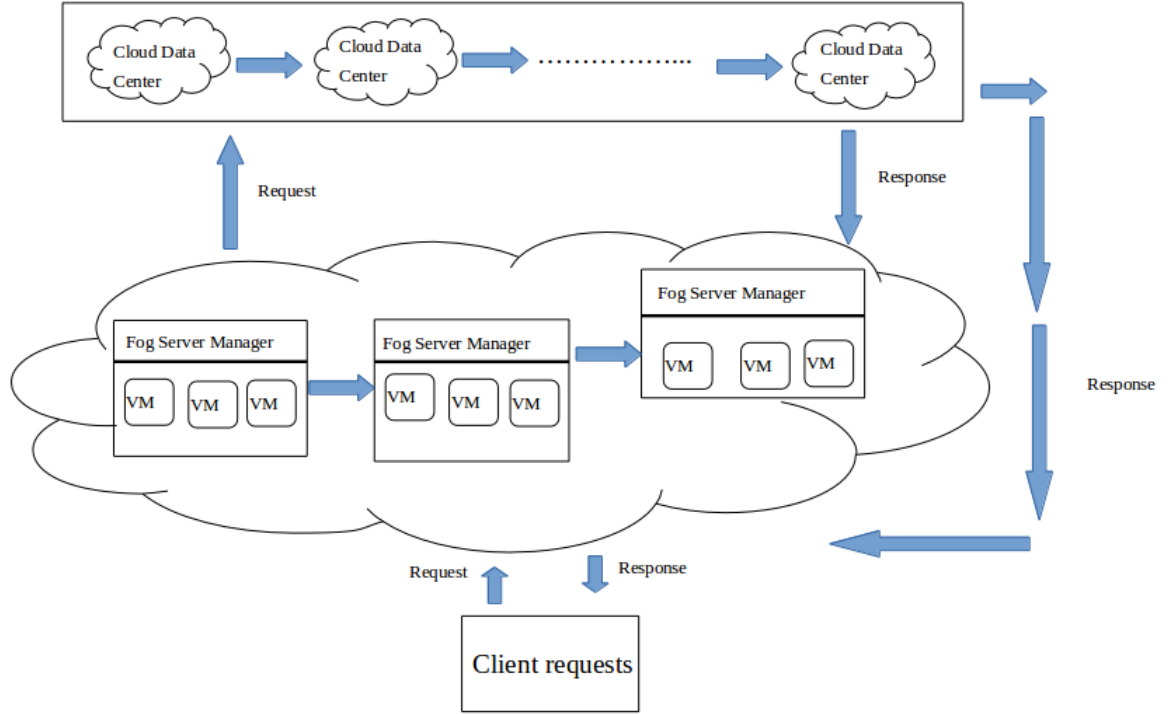 Cloud Data
Center
Cloud Data
Center
................
Cloud Data
Center
Request
Response
Fog Server Manager
VM
VM
VM
Fog Server Manager
VM
VM
VM
Fog Server Manager
VM
VM
VM
Response
Request
Response
Client requests